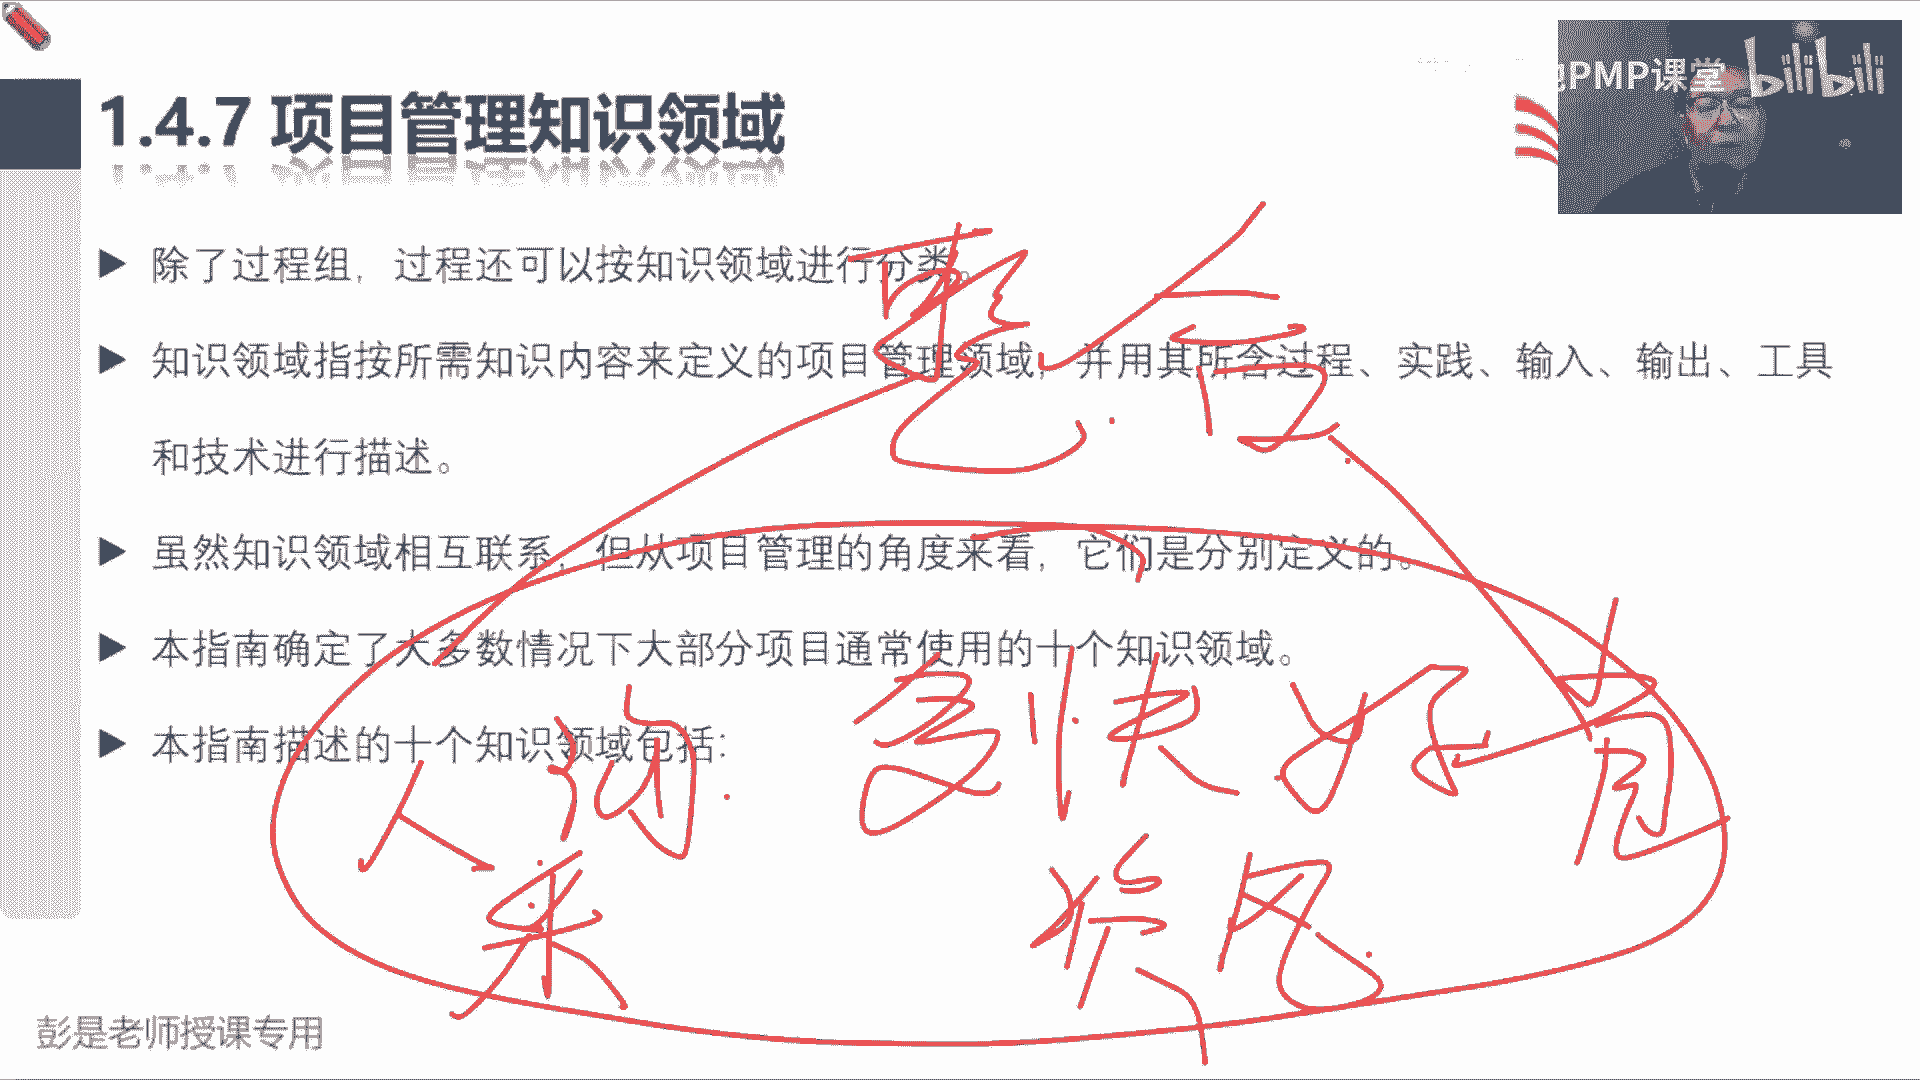 地PMP课堂 bilibili
1.4.7 项目管理知识领域
除了过程组，过程还可以按知识领域进行分类。
知识领域指按所需知识内容来定义的项目管理领域，并用其所含过程、实践、输入、输出、工具
和技术进行描述。
虽然知识领域相互联系，但从项目管理的角度来看，它们是分别定义的。
本指南确定了大多数情况下大部分项目通常使用的十个知识领域。
本指南描述的十个知识领域包括：
整合
人 沟 多 快 好 省
采 资 风
彭是老师授课专用